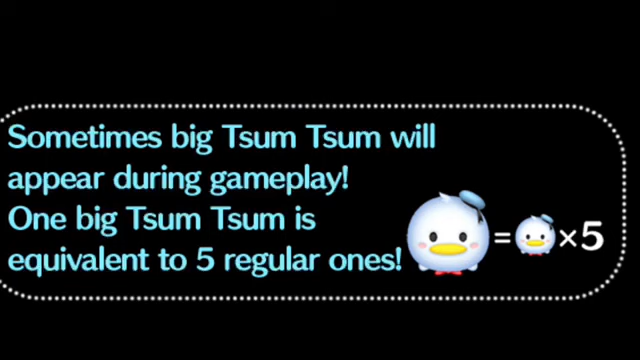 Sometimes big Tsum Tsum will
appear during gameplay!
One big Tsum Tsum is
equivalent to 5 regular ones!
=×5